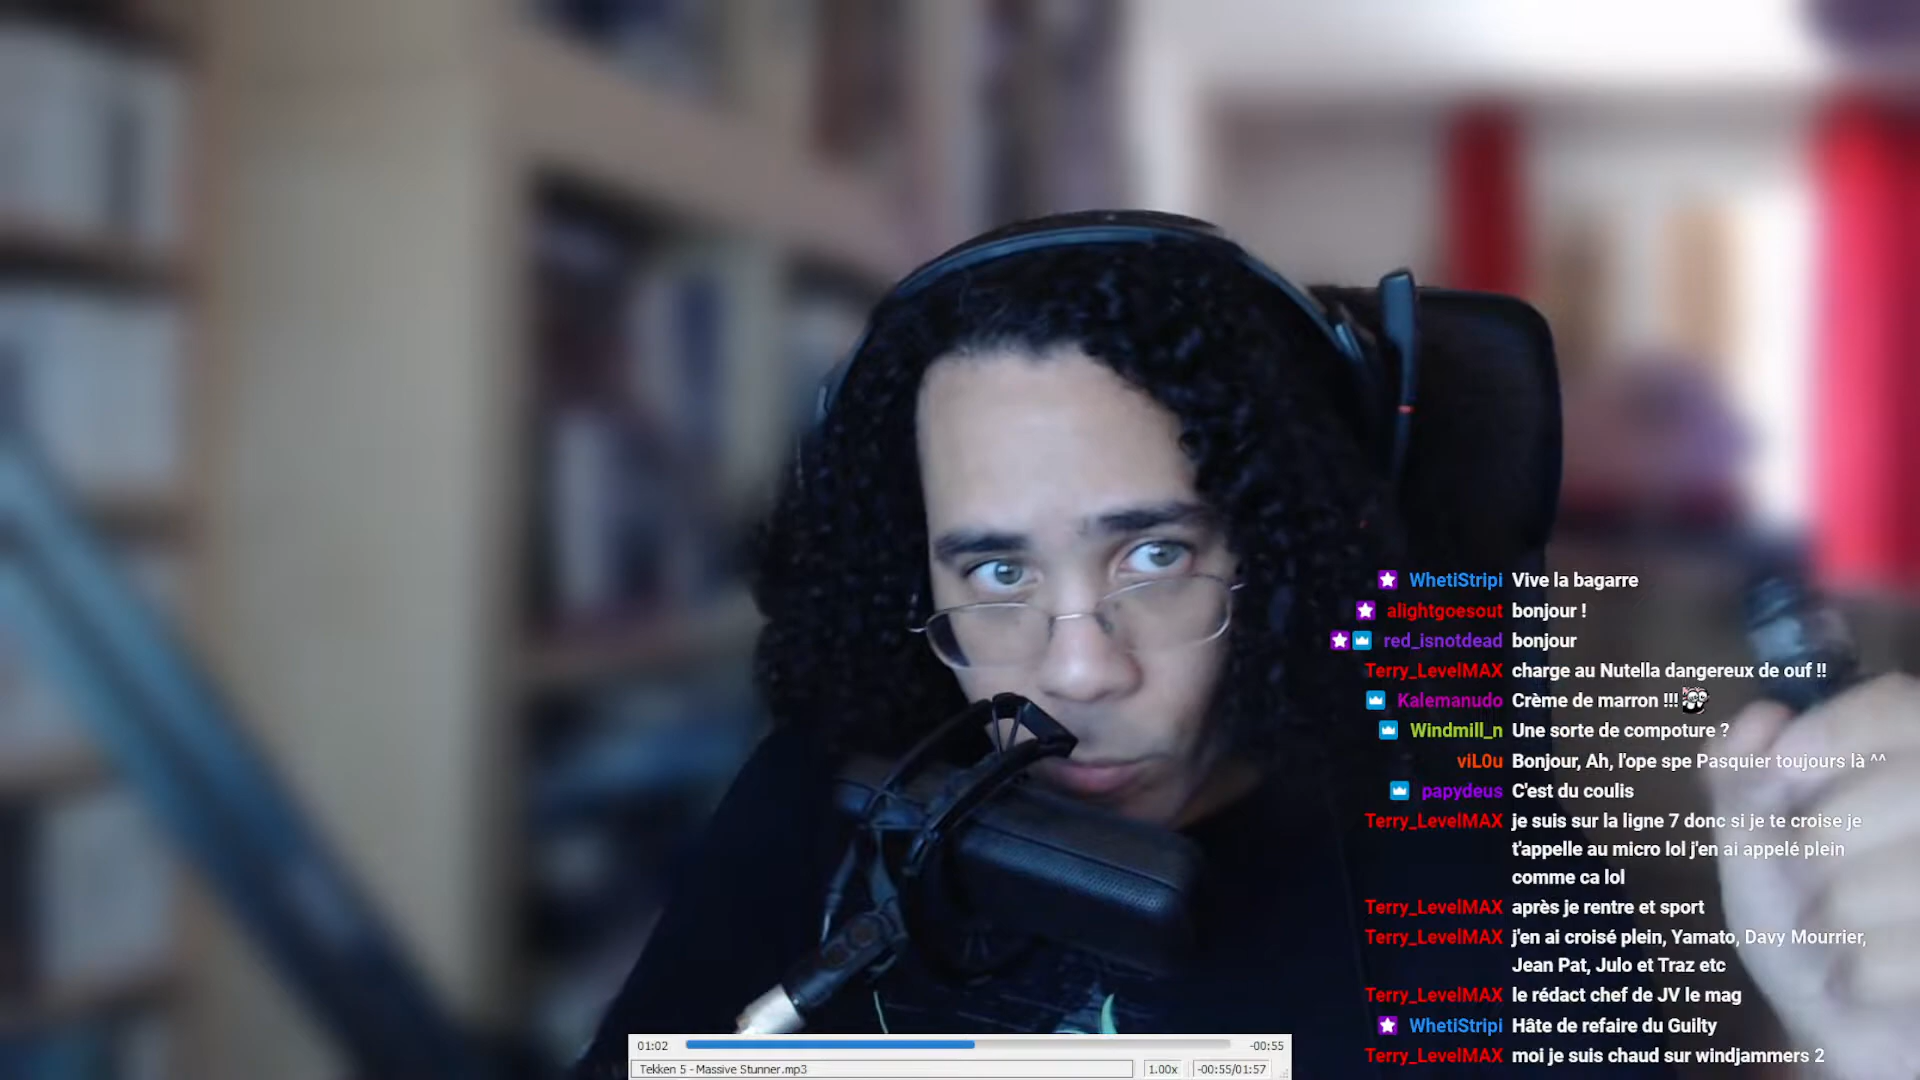 WhetiStripi Vive la bagarre
alightgoesout bonjour !
red_isnotdead bonjour
Terry_LevelMAX charge au Nutella dangereux de ouf !!
Kalemanudo Crème de marron !!!
Windmill_n Une sorte de compoture ?
viL0u Bonjour, Ah, l'ope spe Pasquier toujours là ^^
papydeus C'est du coulis
Terry_LevelMAX je suis sur la ligne 7 donc si je te croise je
t'appelle au micro lol j'en ai appelé plein
comme ca lol
Terry_LevelMAX après je rentre et sport
Terry_LevelMAX j'en ai croisé plein, Yamato, Davy Mourrier,
Jean Pat, Julo et Traz etc
Terry_LevelMAX le rédact chef de JV le mag
WhetiStripi Hâte de refaire du Guilty
Terry_LevelMAX moi je suis chaud sur windjammers 2
01:02 -00:55
Tekken 5 - Massive Stunner.mp3 1.00x -00:55/01:57